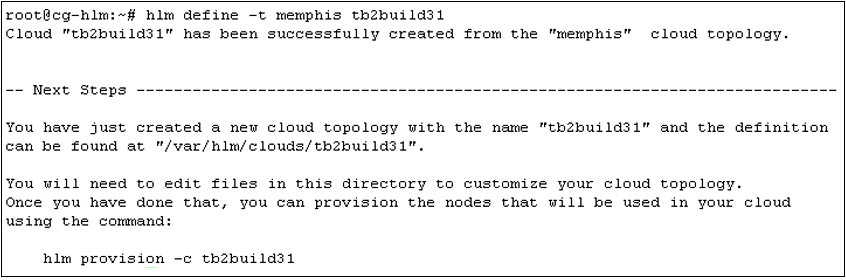 root@cg-hlm:~# hlm define -t memphis tb2build31
Cloud "tb2build31" has been successfully created from the "memphis"  cloud topology.
-- Next Steps ---------------------------------------------------------------------------
You have just created a new cloud topology with the name "tb2build31" and the definition
can be found at "/var/hlm/clouds/tb2build31".
You will need to edit files in this directory to customize your cloud topology.
Once you have done that, you can provision the nodes that will be used in your cloud
using the command:
hlm provision -c tb2build31